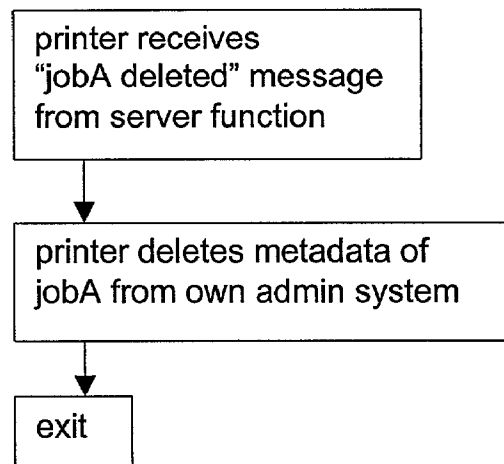 printer receives
“jobA deleted” message
from server function
printer deletes metadata of
jobA from own admin system
exit